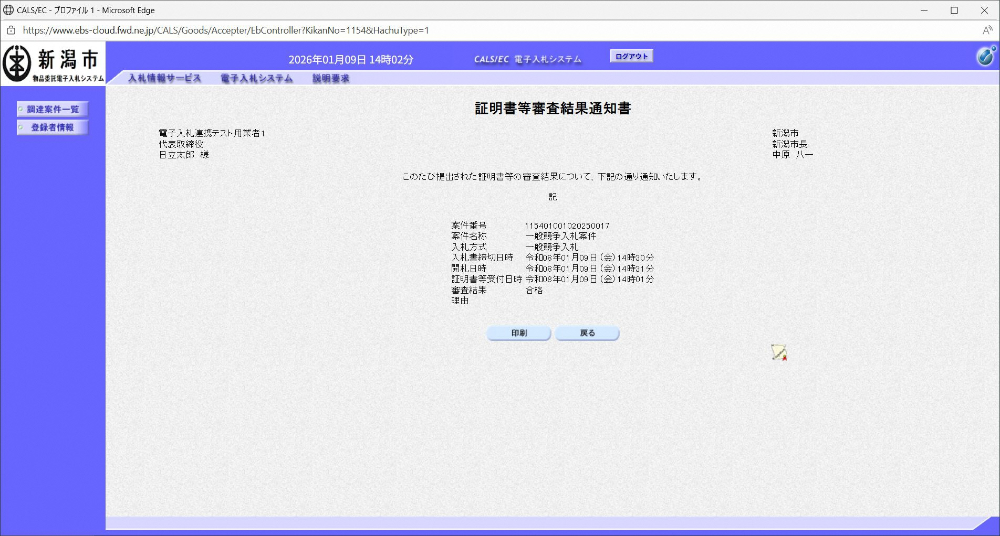 CALS/EC - プロファイル 1 - Microsoft Edge
https://www.ebs-cloud.fwd.ne.jp/CALS/Goods/Accepter/EbController?KikanNo=1154&HachuType=1
新潟市
物品委託電子入札システム
2026年01月09日 14時02分
CALS/EC 電子入札システム
ログアウト
入札情報サービス 電子入札システム 説明要求
調達案件一覧
登録者情報
証明書等審査結果通知書
電子入札連携テスト用業者1
代表取締役
日立太郎 様
新潟市
新潟市長
中原 八一
このたび提出された証明書等の審査結果について、下記の通り通知いたします。
記
案件番号 115401001020250017
案件名称 一般競争入札案件
入札方式 一般競争入札
入札書締切日時 令和08年01月09日(金)14時30分
開札日時 令和08年01月09日(金)14時31分
証明書等受付日時 令和08年01月09日(金)14時01分
審査結果 合格
理由
印刷 戻る